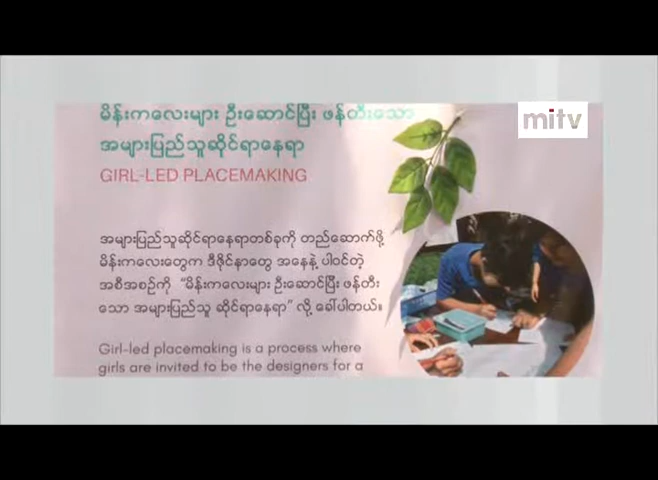 mitv
မိန်းကလေးများ ဦးဆောင်ပြီး ဖန်တီးသော
အများပြည်သူဆိုင်ရာနေရာ
GIRL-LED PLACEMAKING
အများပြည်သူဆိုင်ရာနေရာတစ်ခုကို တည်ဆောက်ဖို့
မိန်းကလေးတွေက ဒီဇိုင်နာတွေ အနေနဲ့ ပါဝင်တဲ့
အစီအစဉ်ကို “မိန်းကလေးများ ဦးဆောင်ပြီး ဖန်တီး
သော အများပြည်သူ ဆိုင်ရာနေရာ” လို့ ခေါ်ပါတယ်။
Girl-led placemaking is a process where
girls are invited to be the designers for a